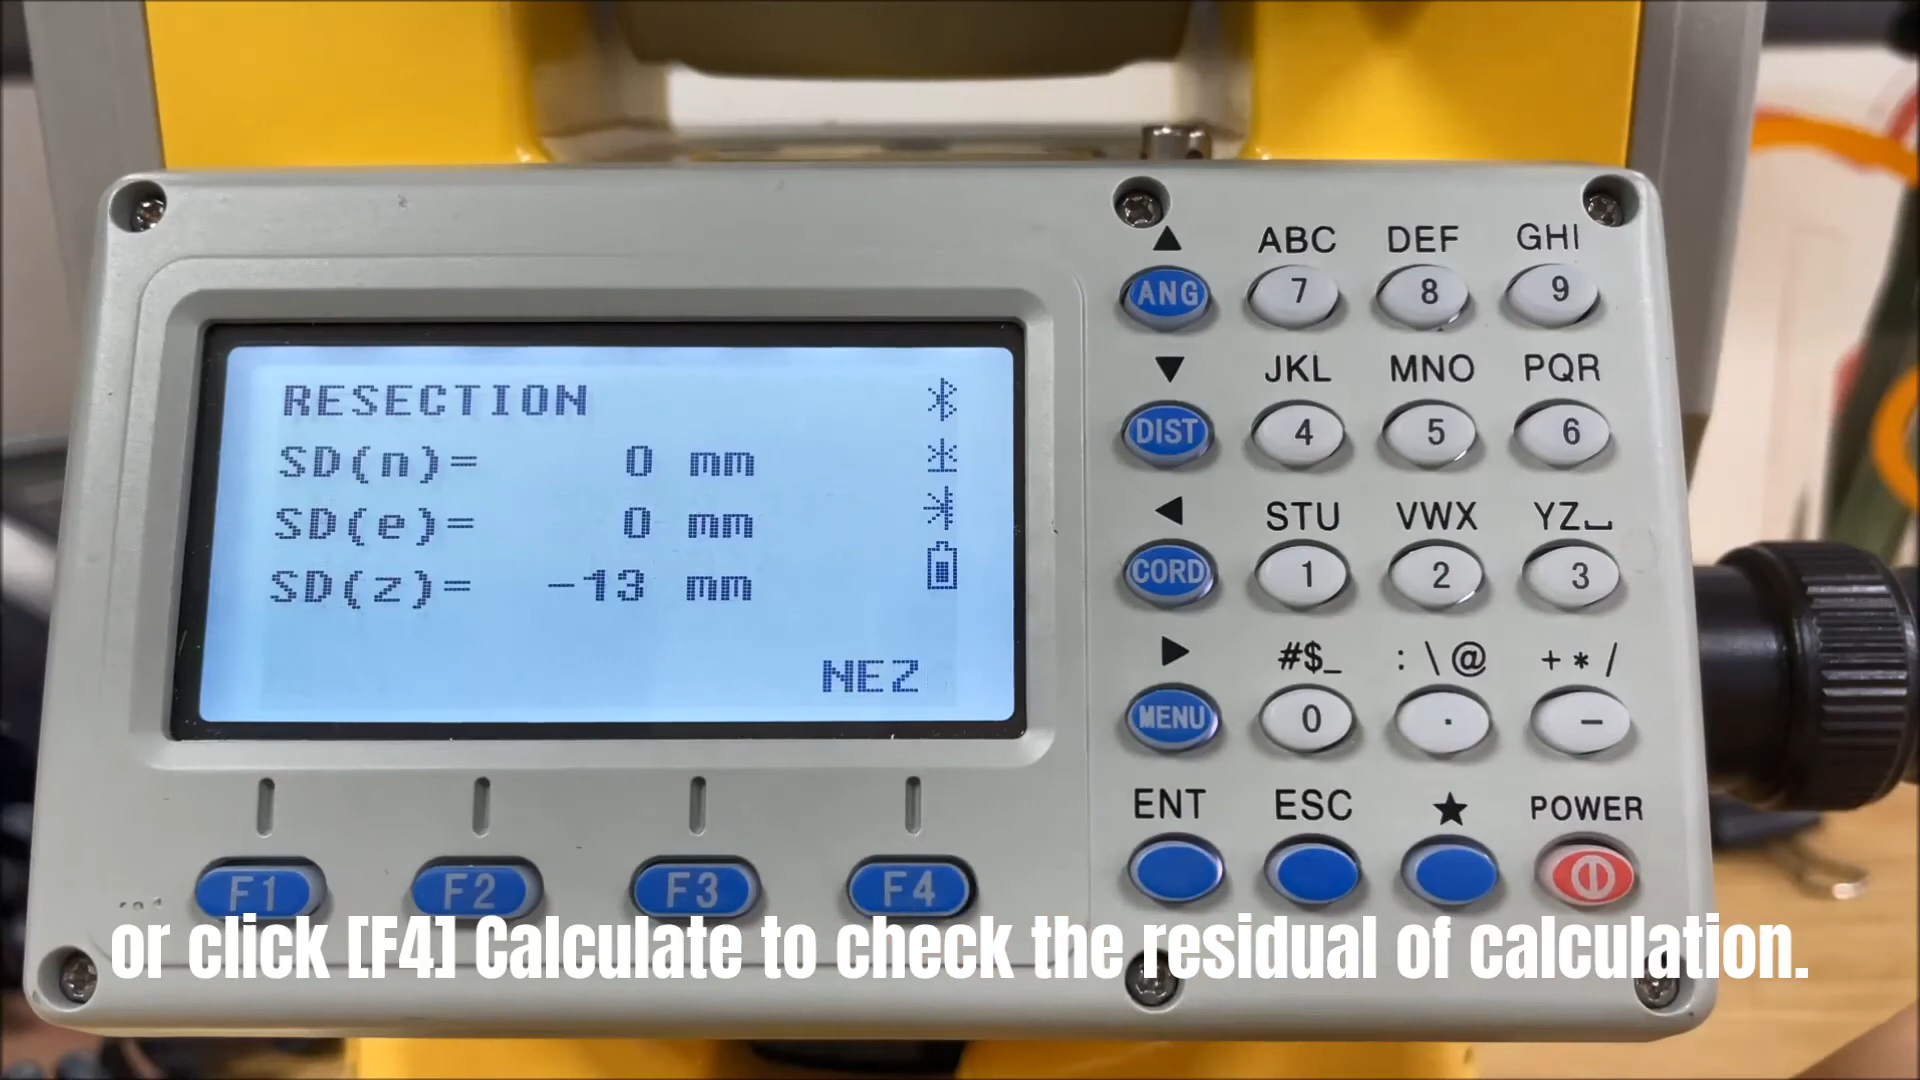 RESECTION
SD(n)= 0 mm
SD(e)= 0 mm
SD(z)= -13 mm
NEZ
ABC DEF GHI
ANG 7 8 9
JKL MNO PQR
DIST 4 5 6
STU VWX YZ⎵
CORD 1 2 3
#$_ : \ @ + * /
MENU 0 . -
ENT ESC ★ POWER
F1 F2 F3 F4
or click [F4] Calculate to check the residual of calculation.